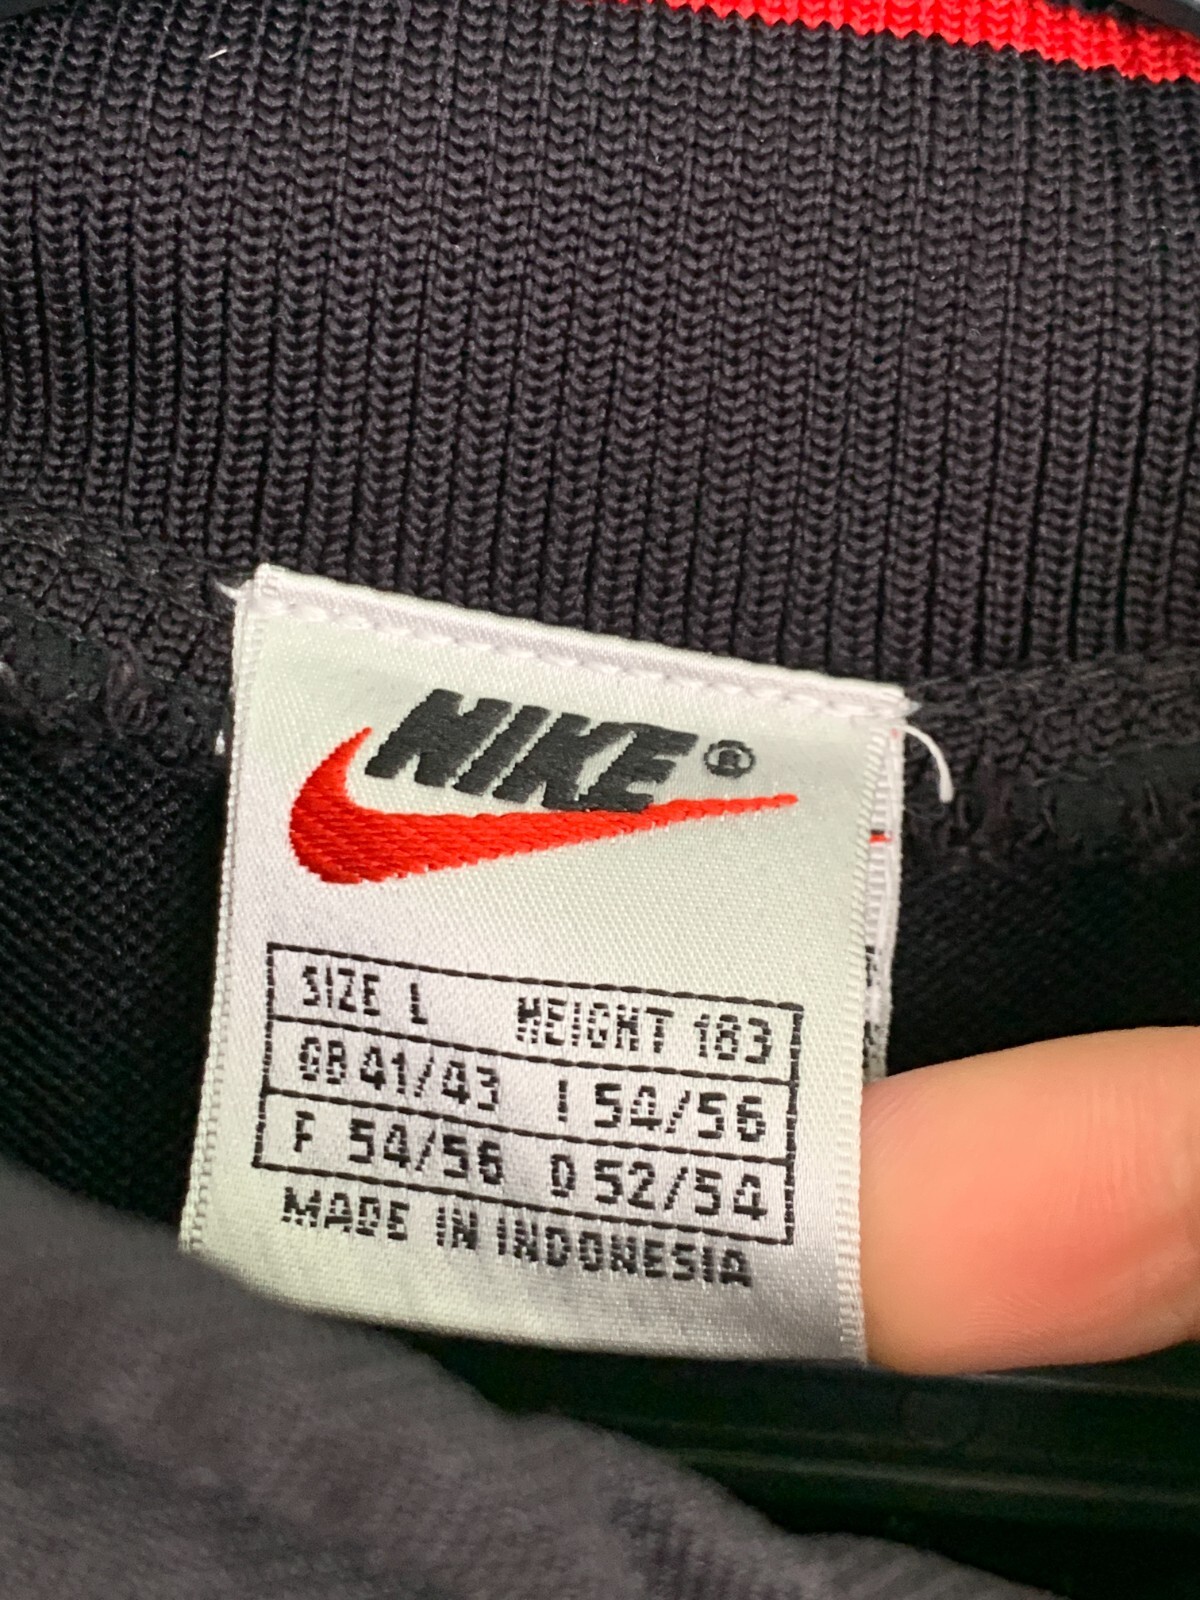 NIKE ®
SIZE L HEIGHT 183
GB 41/43 I 54/56
F 54/56 D 52/54
MADE IN INDONESIA